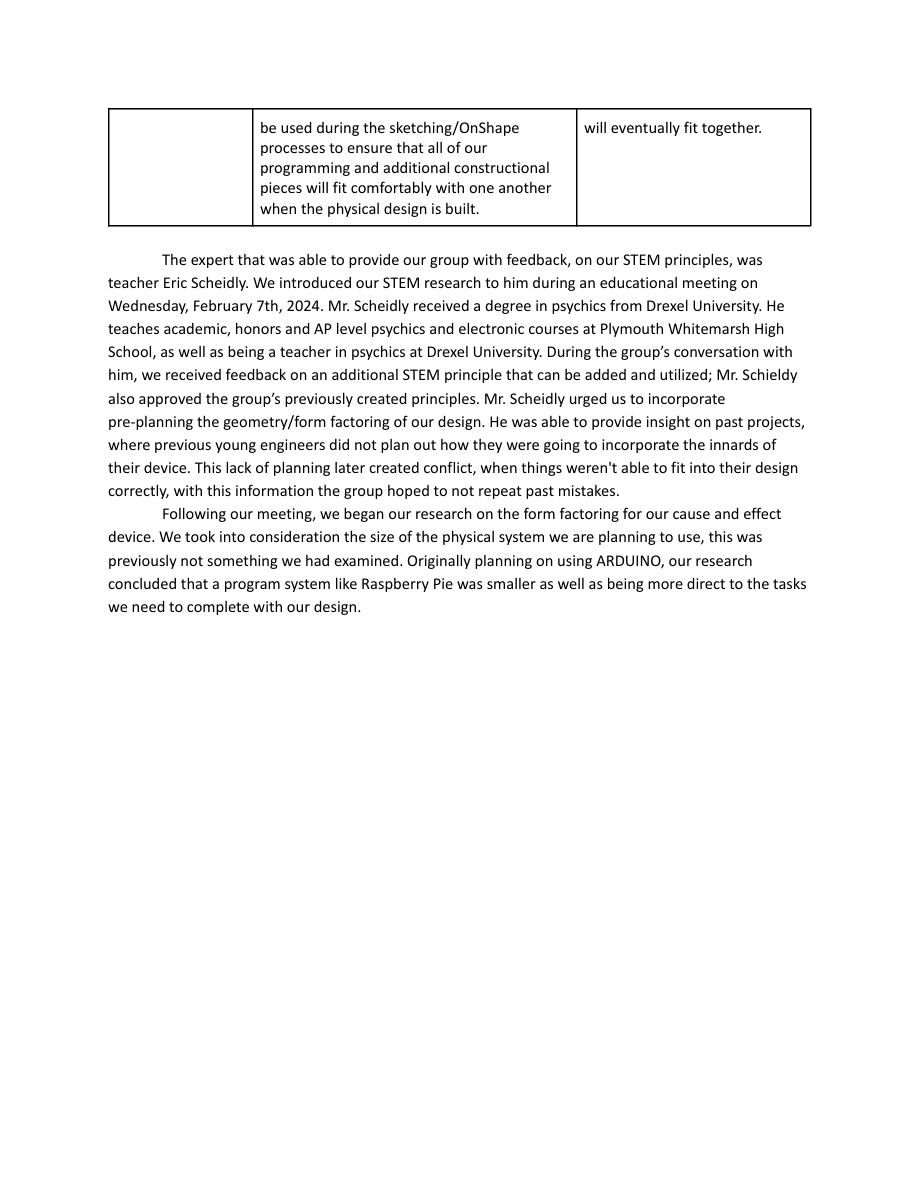 be used during the sketching/OnShape
processes to ensure that all of our
programming and additional constructional
pieces will fit comfortably with one another
when the physical design is built.
will eventually fit together.
The expert that was able to provide our group with feedback, on our STEM principles, was
teacher Eric Scheidly. We introduced our STEM research to him during an educational meeting on
Wednesday, February 7th, 2024. Mr. Scheidly received a degree in psychics from Drexel University. He
teaches academic, honors and AP level psychics and electronic courses at Plymouth Whitemarsh High
School, as well as being a teacher in psychics at Drexel University. During the group’s conversation with
him, we received feedback on an additional STEM principle that can be added and utilized; Mr. Schieldy
also approved the group’s previously created principles. Mr. Scheidly urged us to incorporate
pre-planning the geometry/form factoring of our design. He was able to provide insight on past projects,
where previous young engineers did not plan out how they were going to incorporate the innards of
their device. This lack of planning later created conflict, when things weren't able to fit into their design
correctly, with this information the group hoped to not repeat past mistakes.
Following our meeting, we began our research on the form factoring for our cause and effect
device. We took into consideration the size of the physical system we are planning to use, this was
previously not something we had examined. Originally planning on using ARDUINO, our research
concluded that a program system like Raspberry Pie was smaller as well as being more direct to the tasks
we need to complete with our design.